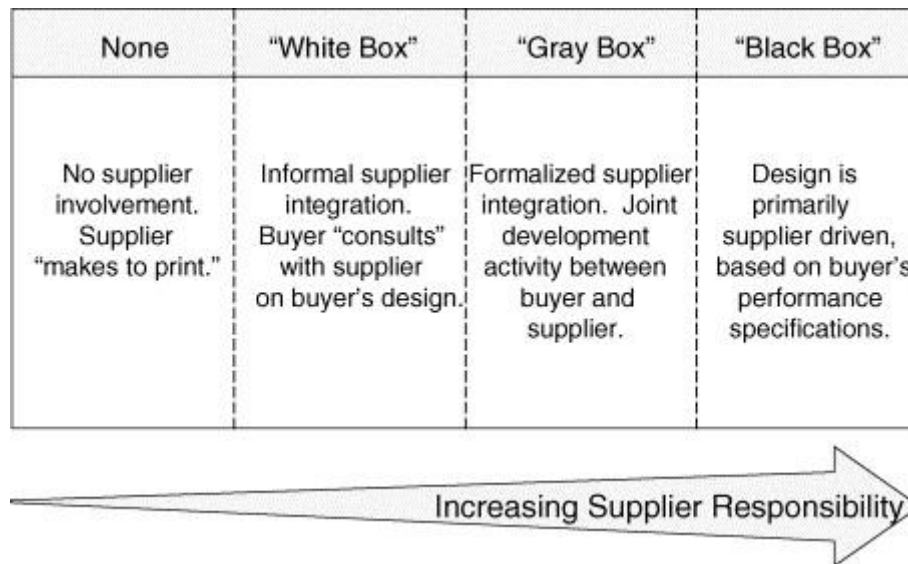 None
“White Box”
“Gray Box”
“Black Box”
No supplier
involvement.
Supplier
“makes to print.”
Informal supplier
integration.
Buyer “consults”
with supplier
on buyer’s design.
Formalized supplier
integration. Joint
development
activity between
buyer and
supplier.
Design is
primarily
supplier driven,
based on buyer’s
performance
specifications.
Increasing Supplier Responsibility